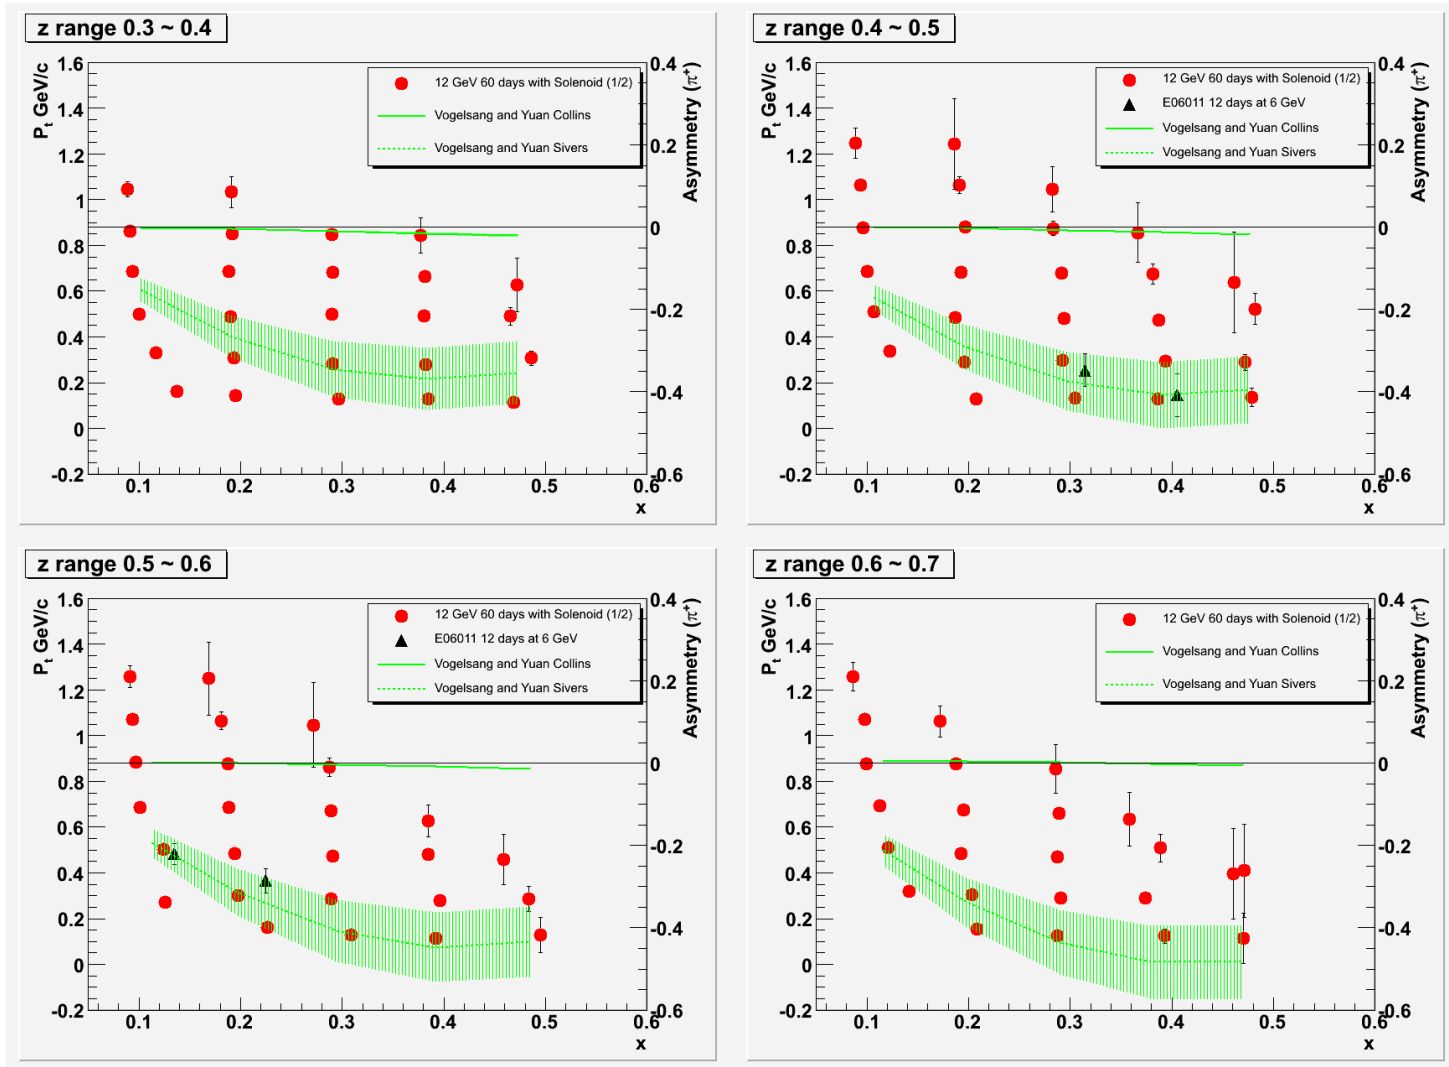 z range 0.3 ~ 0.4
P_t GeV/c
Asymmetry (π⁺)
1.6
1.4
1.2
1
0.8
0.6
0.4
0.2
0
-0.2
0.4
0.2
0
-0.2
-0.4
-0.6
0.1
0.2
0.3
0.4
0.5
0.6
x
12 GeV 60 days with Solenoid (1/2)
Vogelsang and Yuan Collins
Vogelsang and Yuan Sivers
z range 0.4 ~ 0.5
P_t GeV/c
Asymmetry (π⁺)
1.6
1.4
1.2
1
0.8
0.6
0.4
0.2
0
-0.2
0.4
0.2
0
-0.2
-0.4
-0.6
0.1
0.2
0.3
0.4
0.5
0.6
x
12 GeV 60 days with Solenoid (1/2)
E06011 12 days at 6 GeV
Vogelsang and Yuan Collins
Vogelsang and Yuan Sivers
z range 0.5 ~ 0.6
P_t GeV/c
Asymmetry (π⁺)
1.6
1.4
1.2
1
0.8
0.6
0.4
0.2
0
-0.2
0.4
0.2
0
-0.2
-0.4
-0.6
0.1
0.2
0.3
0.4
0.5
0.6
x
12 GeV 60 days with Solenoid (1/2)
E06011 12 days at 6 GeV
Vogelsang and Yuan Collins
Vogelsang and Yuan Sivers
z range 0.6 ~ 0.7
P_t GeV/c
Asymmetry (π⁺)
1.6
1.4
1.2
1
0.8
0.6
0.4
0.2
0
-0.2
0.4
0.2
0
-0.2
-0.4
-0.6
0.1
0.2
0.3
0.4
0.5
0.6
x
12 GeV 60 days with Solenoid (1/2)
Vogelsang and Yuan Collins
Vogelsang and Yuan Sivers